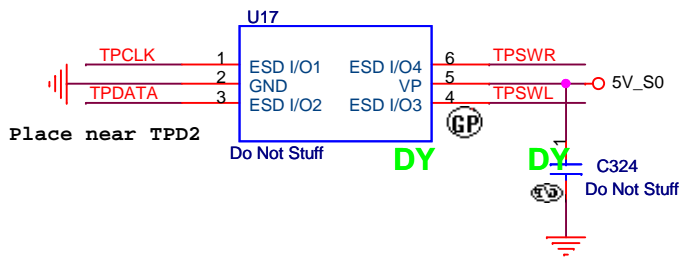 U17
TPCLK 1 ESD I/O1 ESD I/O4 6 TPSWR
2 GND VP 5 5V_S0
TPDATA 3 ESD I/O2 ESD I/O3 4 TPSWL
Place near TPD2
GP
Do Not Stuff DY DY 1
C324
Do Not Stuff